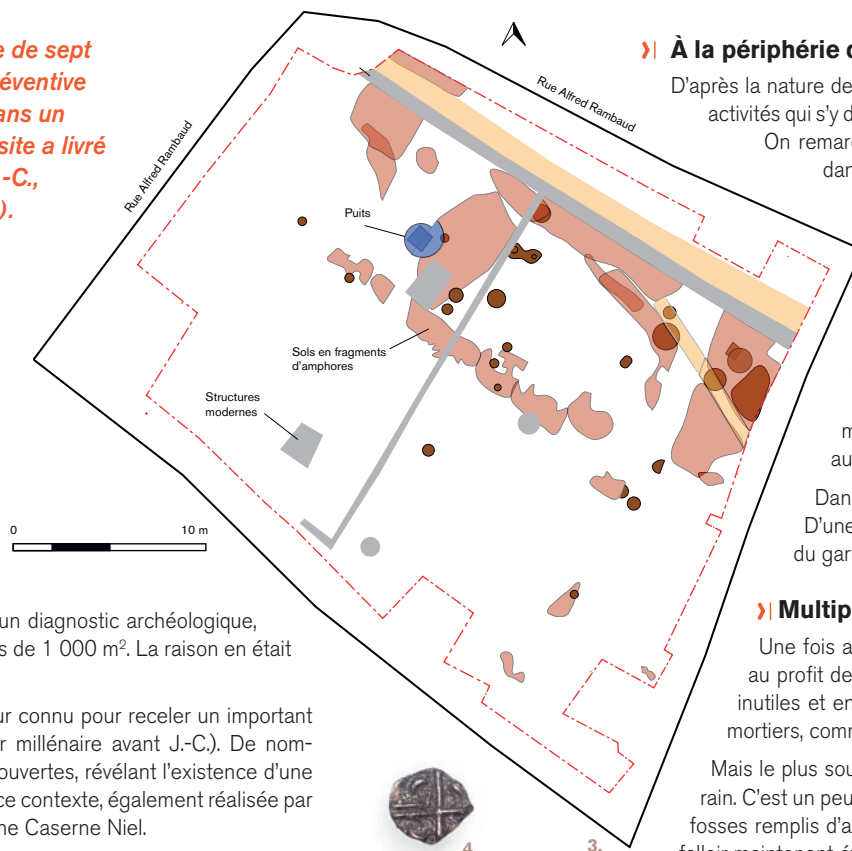 e de sept
éventive
ans un
site a livré
-C.,
).
Rue Alfred Rambaud
Rue Alfred Rambaud
Puits
Sols en fragments
d'amphores
Structures
modernes
0 10 m
un diagnostic archéologique,
s de 1 000 m². La raison en était
ur connu pour receler un important
r millénaire avant J.-C.). De nom-
ouvertes, révélant l'existence d'une
ce contexte, également réalisée par
ne Caserne Niel.
4
3.
À la périphérie
D'après la nature de
activités qui s'y d
On remar
dan
m
au
Dan
D'une
du gar
Multip
Une fois a
au profit de
inutiles et en
mortiers, comm
Mais le plus sou
rain. C'est un peu
fosses remplis d'a
falloir maintenant